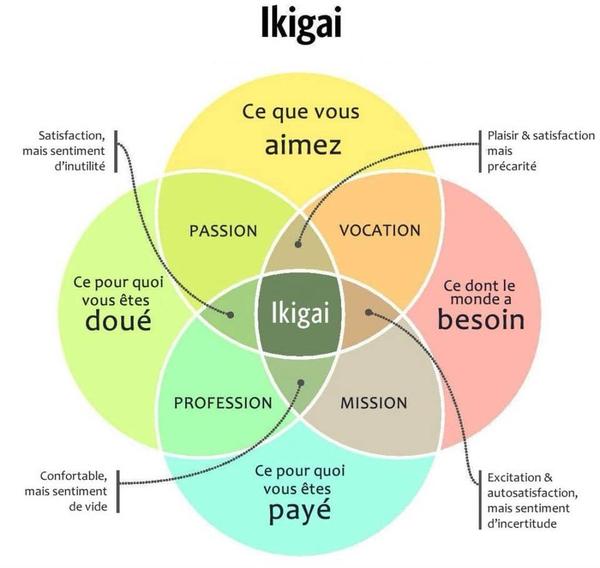 Ikigai
Ce que vous
aimez
Satisfaction,
mais sentiment
d'inutilité
Plaisir & satisfaction
mais
précarité
PASSION
VOCATION
Ce pour quoi
vous êtes
doué
Ikigai
Ce dont le
monde a
besoin
PROFESSION
MISSION
Ce pour quoi
vous êtes
payé
Confortable,
mais sentiment
de vide
Excitation &
autosatisfaction,
mais sentiment
d'incertitude